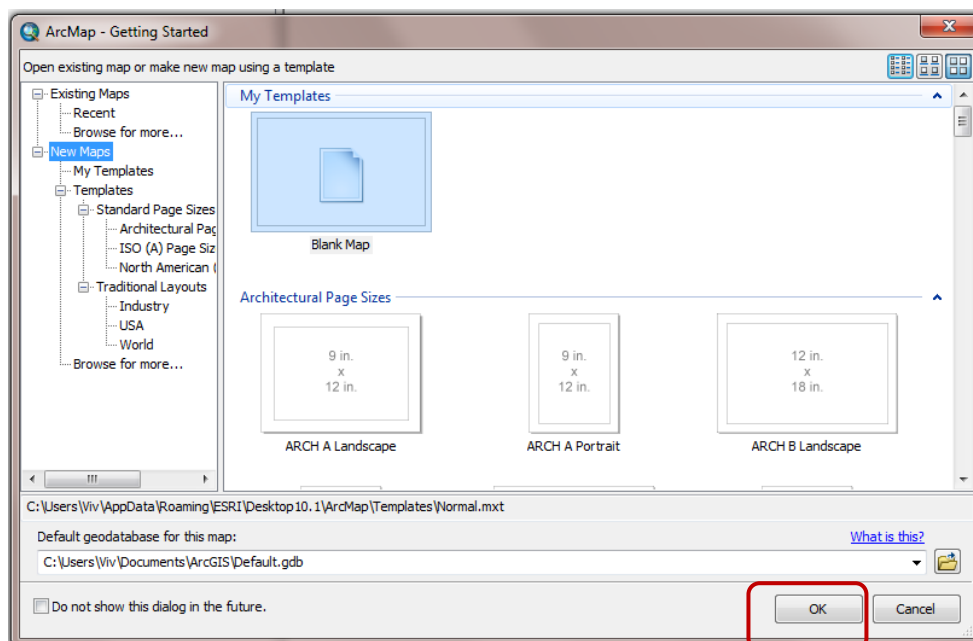 ArcMap - Getting Started
Open existing map or make new map using a template
Existing Maps
Recent
Browse for more...
New Maps
My Templates
Templates
Standard Page Sizes
Architectural Pag
ISO (A) Page Siz
North American (
Traditional Layouts
Industry
USA
World
Browse for more...
My Templates
Blank Map
Architectural Page Sizes
9 in.
x
12 in.
ARCH A Landscape
9 in.
x
12 in.
ARCH A Portrait
12 in.
x
18 in.
ARCH B Landscape
C:\Users\Viv\AppData\Roaming\ESRI\Desktop10.1\ArcMap\Templates\Normal.mxt
Default geodatabase for this map:
What is this?
C:\Users\Viv\Documents\ArcGIS\Default.gdb
Do not show this dialog in the future.
OK
Cancel